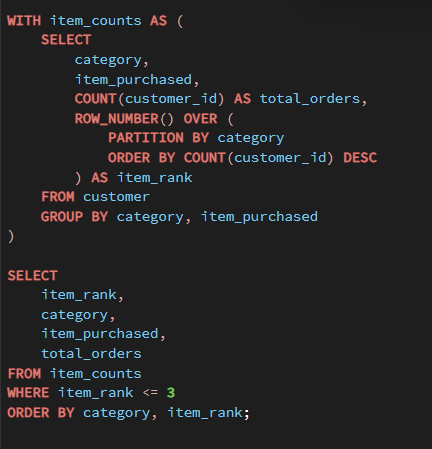 WITH item_counts AS (
    SELECT
        category,
        item_purchased,
        COUNT(customer_id) AS total_orders,
        ROW_NUMBER() OVER (
            PARTITION BY category
            ORDER BY COUNT(customer_id) DESC
        ) AS item_rank
    FROM customer
    GROUP BY category, item_purchased
)

SELECT
    item_rank,
    category,
    item_purchased,
    total_orders
FROM item_counts
WHERE item_rank <= 3
ORDER BY category, item_rank;